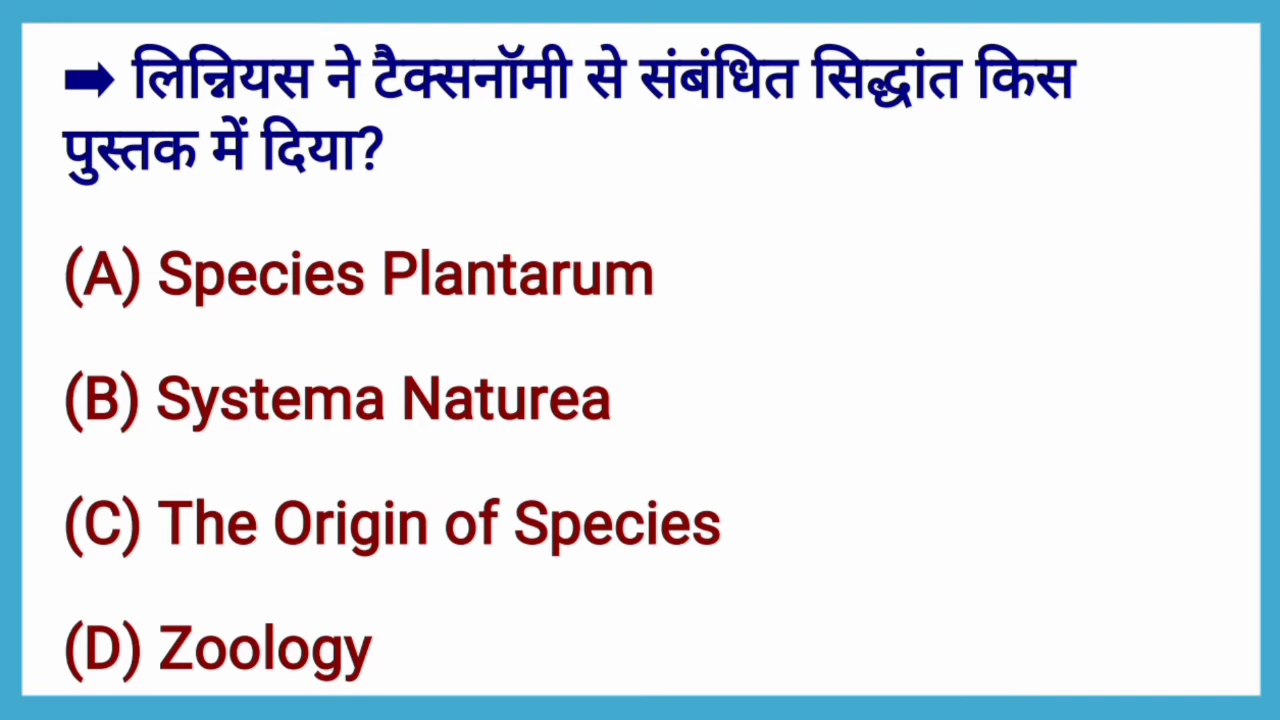 ➡ लिन्नियस ने टैक्सनॉमी से संबंधित सिद्धांत किस
पुस्तक में दिया?
(A) Species Plantarum
(B) Systema Naturea
(C) The Origin of Species
(D) Zoology